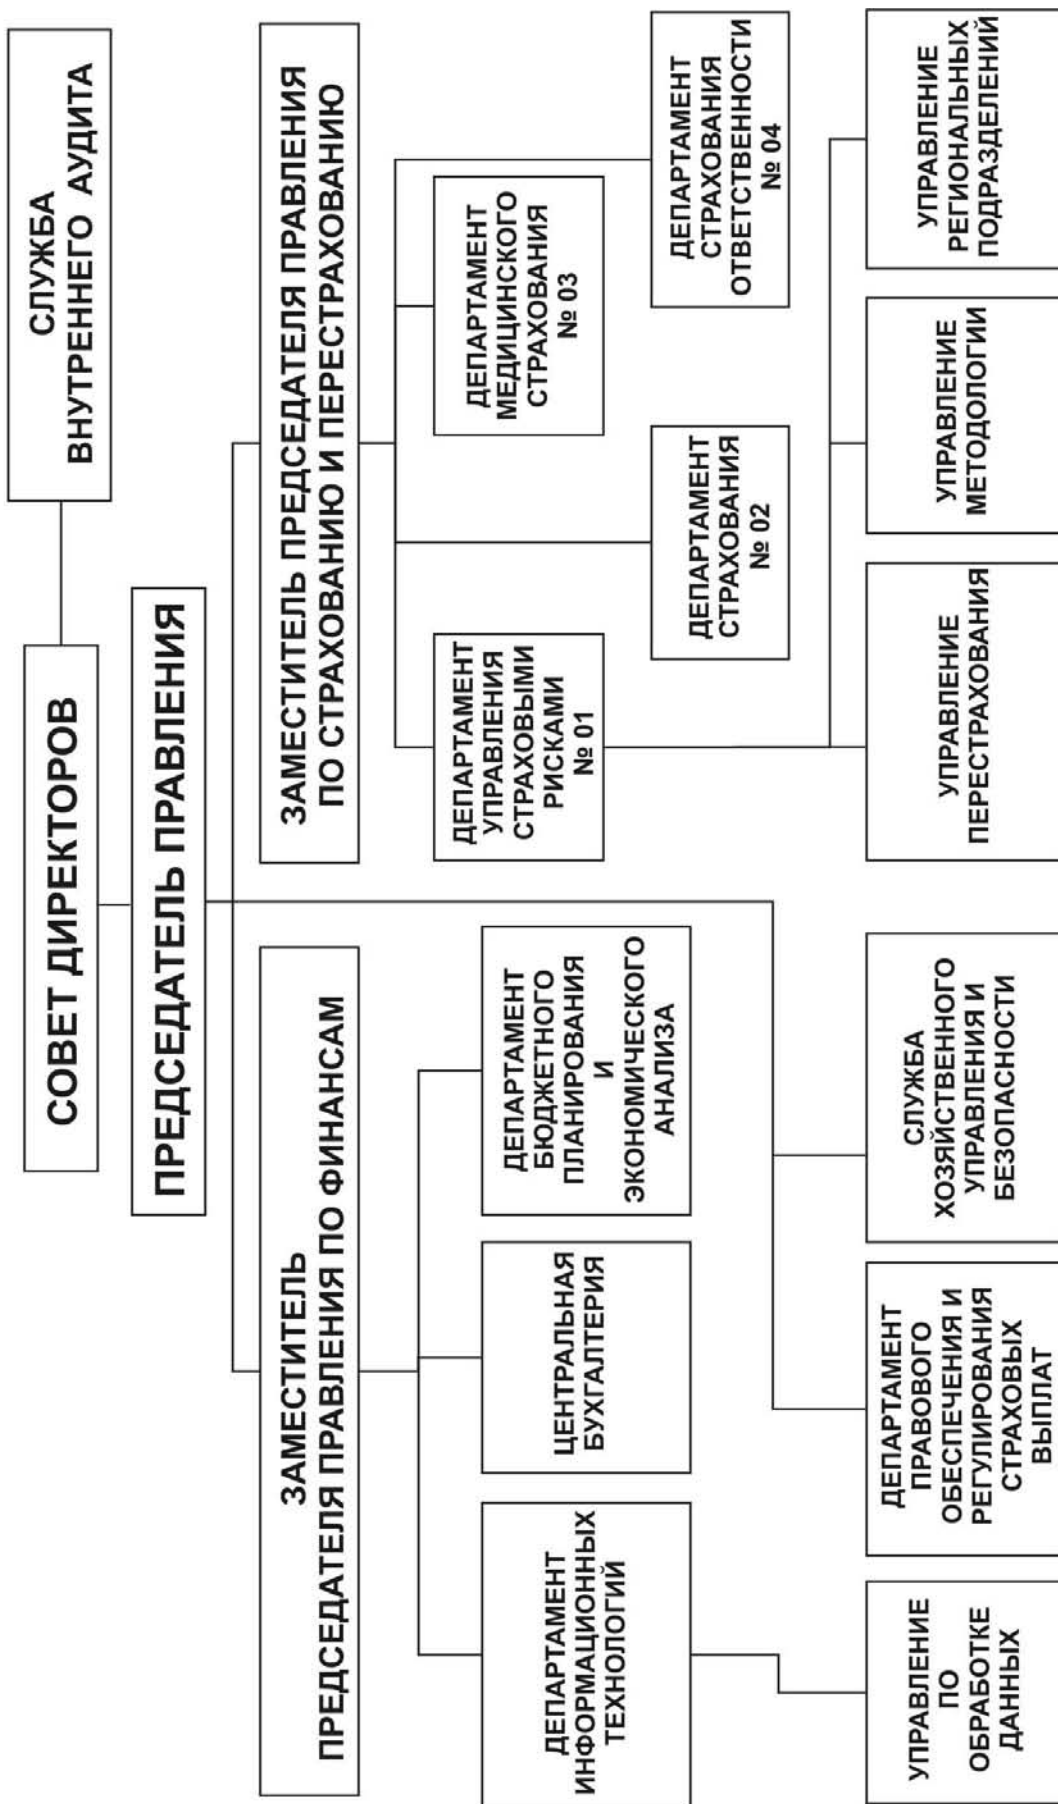 СЛУЖБА
ВНУТРЕННЕГО АУДИТА
СОВЕТ ДИРЕКТОРОВ
ПРЕДСЕДАТЕЛЬ ПРАВЛЕНИЯ
ЗАМЕСТИТЕЛЬ
ПРЕДСЕДАТЕЛЯ ПРАВЛЕНИЯ ПО ФИНАНСАМ
ЗАМЕСТИТЕЛЬ ПРЕДСЕДАТЕЛЯ ПРАВЛЕНИЯ
ПО СТРАХОВАНИЮ И ПЕРЕСТРАХОВАНИЮ
ДЕПАРТАМЕНТ
ИНФОРМАЦИОННЫХ
ТЕХНОЛОГИЙ
ЦЕНТРАЛЬНАЯ
БУХГАЛТЕРИЯ
ДЕПАРТАМЕНТ
БЮДЖЕТНОГО
ПЛАНИРОВАНИЯ
И
ЭКОНОМИЧЕСКОГО
АНАЛИЗА
ДЕПАРТАМЕНТ
УПРАВЛЕНИЯ
СТРАХОВЫМИ
РИСКАМИ
№ 01
ДЕПАРТАМЕНТ
МЕДИЦИНСКОГО
СТРАХОВАНИЯ
№ 03
ДЕПАРТАМЕНТ
СТРАХОВАНИЯ
№ 02
ДЕПАРТАМЕНТ
СТРАХОВАНИЯ
ОТВЕТСТВЕННОСТИ
№ 04
УПРАВЛЕНИЕ
ПО
ОБРАБОТКЕ
ДАННЫХ
ДЕПАРТАМЕНТ
ПРАВОВОГО
ОБЕСПЕЧЕНИЯ И
РЕГУЛИРОВАНИЯ
СТРАХОВЫХ
ВЫПЛАТ
СЛУЖБА
ХОЗЯЙСТВЕННОГО
УПРАВЛЕНИЯ И
БЕЗОПАСНОСТИ
УПРАВЛЕНИЕ
ПЕРЕСТРАХОВАНИЯ
УПРАВЛЕНИЕ
МЕТОДОЛОГИИ
УПРАВЛЕНИЕ
РЕГИОНАЛЬНЫХ
ПОДРАЗДЕЛЕНИЙ